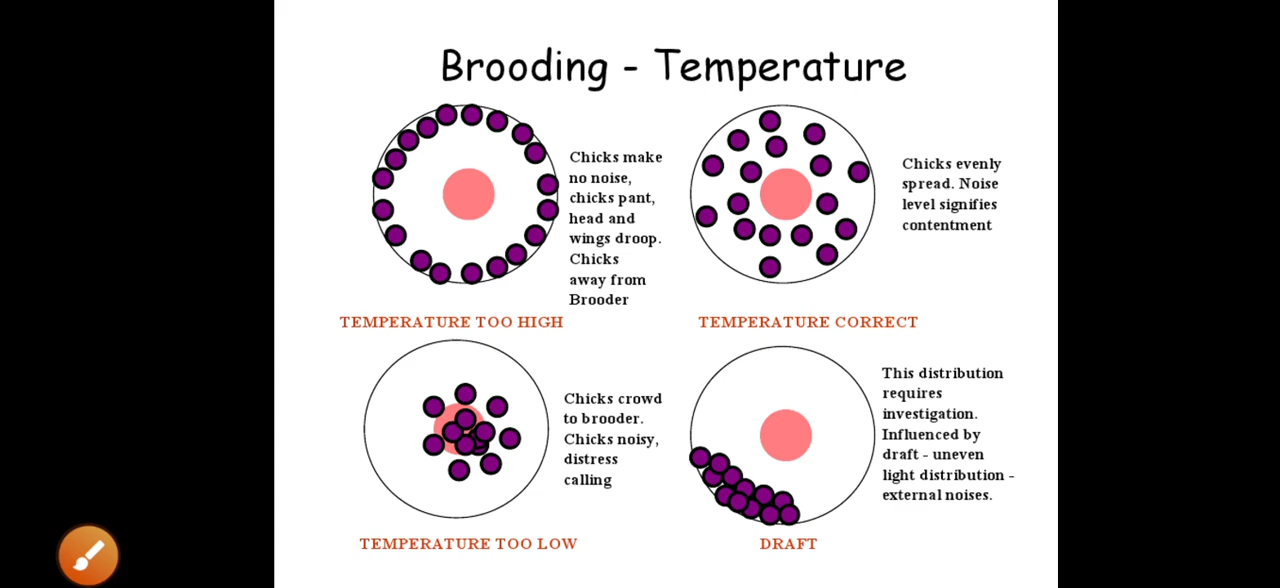 Brooding - Temperature
Chicks make
no noise,
chicks pant,
head and
wings droop.
Chicks
away from
Brooder
TEMPERATURE TOO HIGH
Chicks evenly
spread. Noise
level signifies
contentment
TEMPERATURE CORRECT
Chicks crowd
to brooder.
Chicks noisy,
distress
calling
TEMPERATURE TOO LOW
This distribution
requires
investigation.
Influenced by
draft - uneven
light distribution -
external noises.
DRAFT